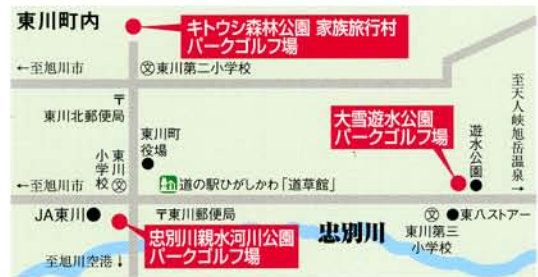 東川町内
キトウシ森林公園 家族旅行村
パークゴルフ場
←至旭川市
文東川第二小学校
〒
東川北郵便局
東川町
役場
大雪遊水公園
パークゴルフ場
遊水公園
至天人峡旭岳温泉→
東川
小学校
文
←至旭川市
道の駅ひがしかわ「道草館」
JA東川●
〒東川郵便局
忠別川
文
●東八ストアー
東川第三
小学校
忠別川親水河川公園
パークゴルフ場
至旭川空港↓